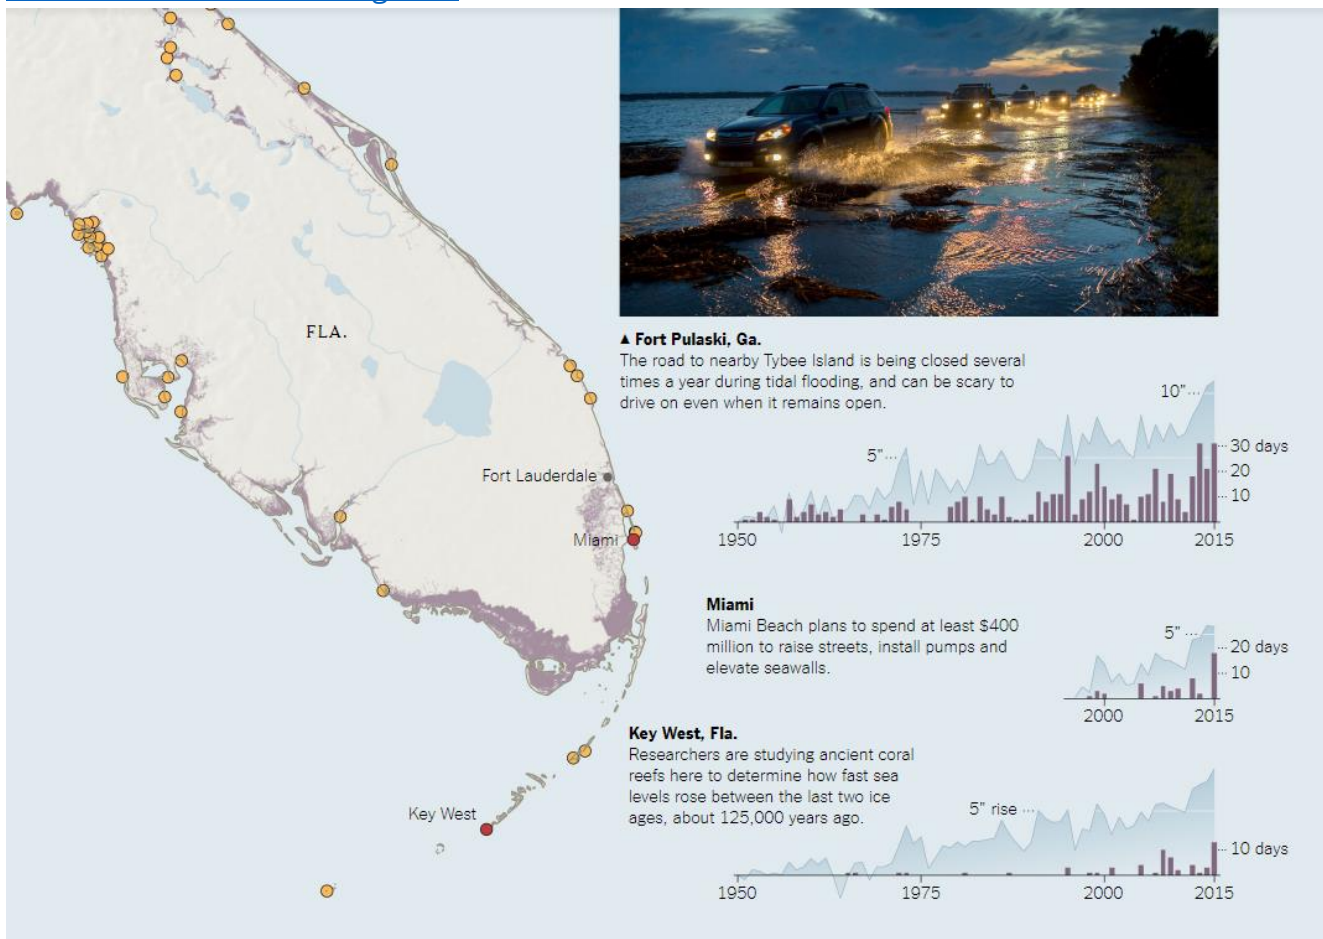 FLA.
Fort Lauderdale
Miami
Key West
▲ Fort Pulaski, Ga.
The road to nearby Tybee Island is being closed several
times a year during tidal flooding, and can be scary to
drive on even when it remains open.
10"
5"
30 days
20
10
1950 1975 2000 2015
Miami
Miami Beach plans to spend at least $400
million to raise streets, install pumps and
elevate seawalls.
5"
20 days
10
2000 2015
Key West, Fla.
Researchers are studying ancient coral
reefs here to determine how fast sea
levels rose between the last two ice
ages, about 125,000 years ago.
5" rise
10 days
1950 1975 2000 2015